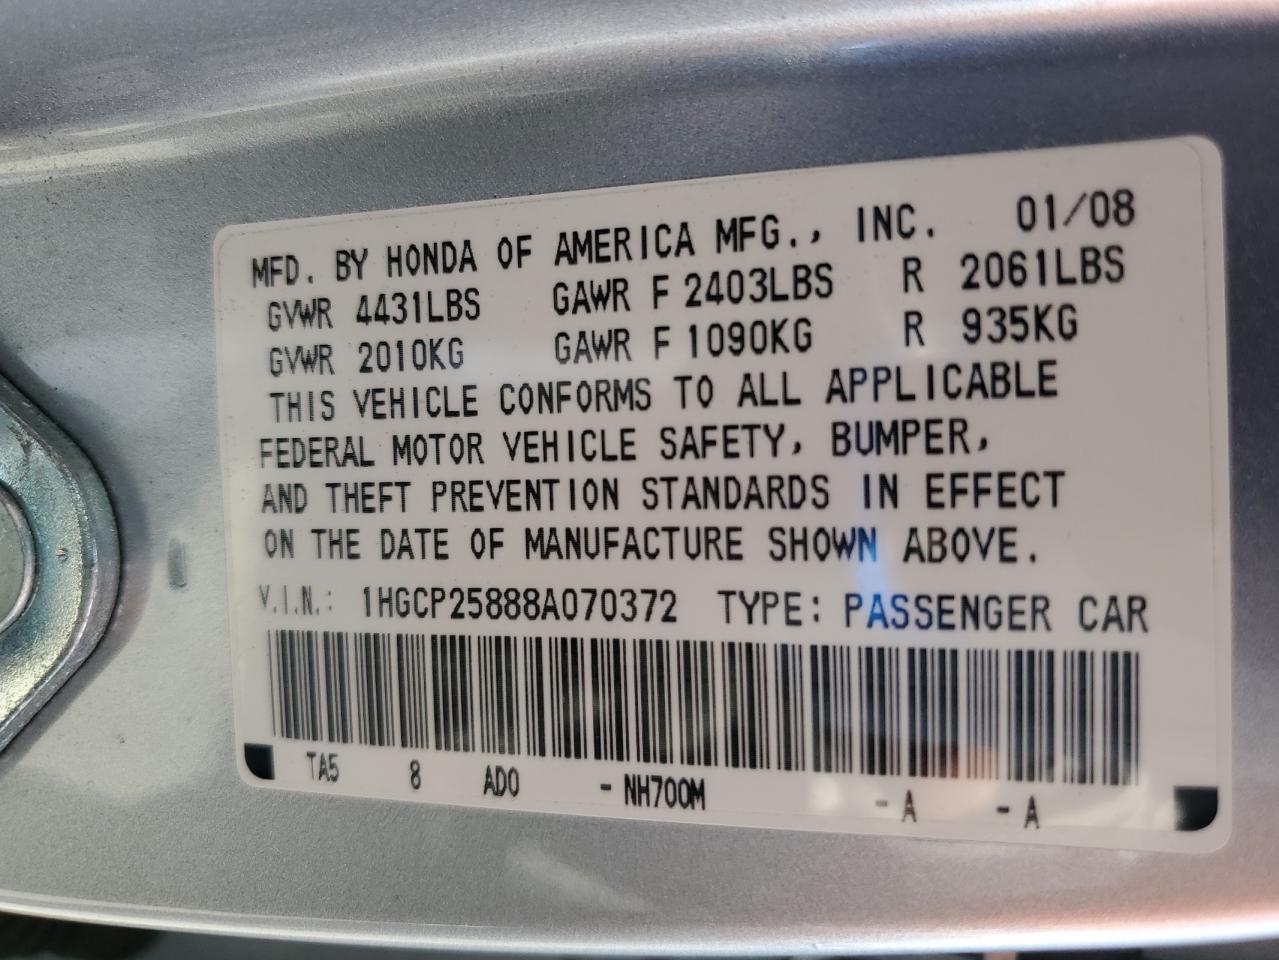 MFD. BY HONDA OF AMERICA MFG., INC. 01/08
GVWR 4431LBS GAWR F 2403LBS R 2061LBS
GVWR 2010KG GAWR F 1090KG R 935KG
THIS VEHICLE CONFORMS TO ALL APPLICABLE
FEDERAL MOTOR VEHICLE SAFETY, BUMPER,
AND THEFT PREVENTION STANDARDS IN EFFECT
ON THE DATE OF MANUFACTURE SHOWN ABOVE.
V.I.N.: 1HGCP25888A070372 TYPE: PASSENGER CAR
TA5 8 AD0 - NH700M - A - A